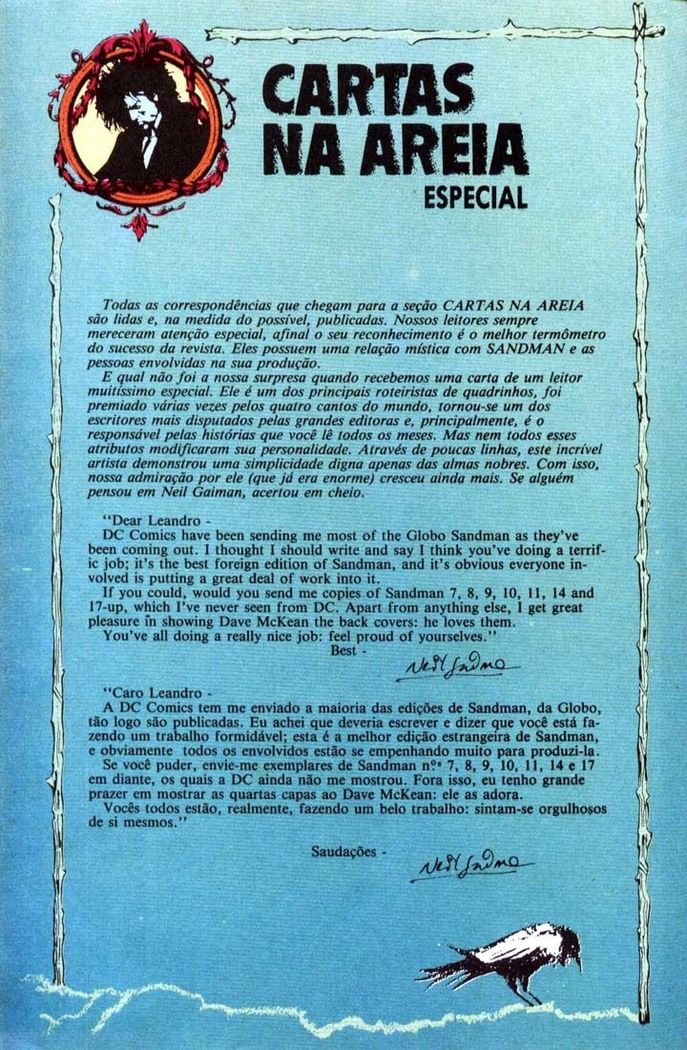 CARTAS
NA AREIA
ESPECIAL
Todas as correspondências que chegam para a seção CARTAS NA AREIA
são lidas e, na medida do possível, publicadas. Nossos leitores sempre
mereceram atenção especial, afinal o seu reconhecimento é o melhor termômetro
do sucesso da revista. Eles possuem uma relação mística com SANDMAN e as
pessoas envolvidas na sua produção.
E qual não foi a nossa surpresa quando recebemos uma carta de um leitor
muitíssimo especial. Ele é um dos principais roteiristas de quadrinhos, foi
premiado várias vezes pelos quatro cantos do mundo, tornou-se um dos
escritores mais disputados pelas grandes editoras e, principalmente, é o
responsável pelas histórias que você lê todos os meses. Mas nem todos esses
atributos modificaram sua personalidade. Através de poucas linhas, este incrível
artista demonstrou uma simplicidade digna apenas das almas nobres. Com isso,
nossa admiração por ele (que já era enorme) cresceu ainda mais. Se alguém
pensou em Neil Gaiman, acertou em cheio.
"Dear Leandro -
DC Comics have been sending me most of the Globo Sandman as they've
been coming out. I thought I should write and say I think you've doing a terrif-
ic job; it's the best foreign edition of Sandman, and it's obvious everyone in-
volved is putting a great deal of work into it.
If you could, would you send me copies of Sandman 7, 8, 9, 10, 11, 14 and
17-up, which I've never seen from DC. Apart from anything else, I get great
pleasure in showing Dave McKean the back covers: he loves them.
You've all doing a really nice job: feel proud of yourselves."
Best -
"Caro Leandro -
A DC Comics tem me enviado a maioria das edições de Sandman, da Globo,
tão logo são publicadas. Eu achei que deveria escrever e dizer que você está fa-
zendo um trabalho formidável; esta é a melhor edição estrangeira de Sandman,
e obviamente todos os envolvidos estão se empenhando muito para produzi-la.
Se você puder, envie-me exemplares de Sandman nºˢ 7, 8, 9, 10, 11, 14 e 17
em diante, os quais a DC ainda não me mostrou. Fora isso, eu tenho grande
prazer em mostrar as quartas capas ao Dave McKean: ele as adora.
Vocês todos estão, realmente, fazendo um belo trabalho: sintam-se orgulhosos
de si mesmos."
Saudações -